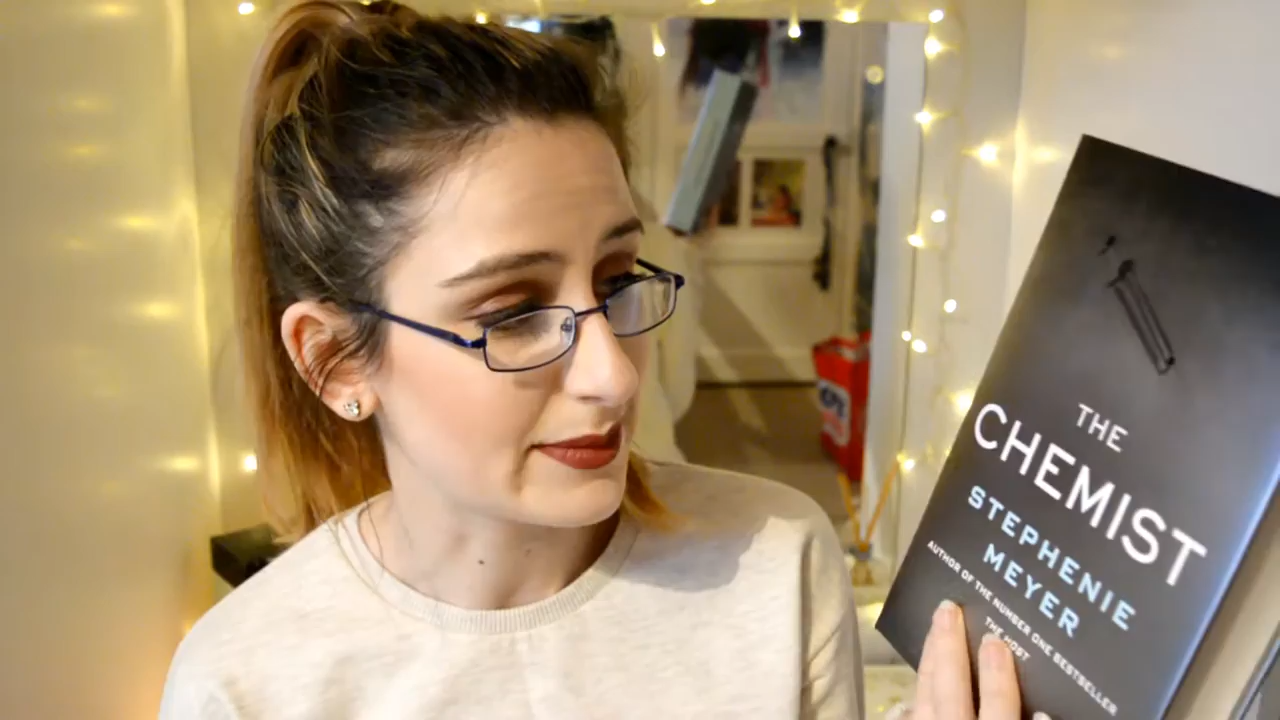 THE
CHEMIST
STEPHENIE
MEYER
AUTHOR OF THE NUMBER ONE BESTSELLER
THE HOST